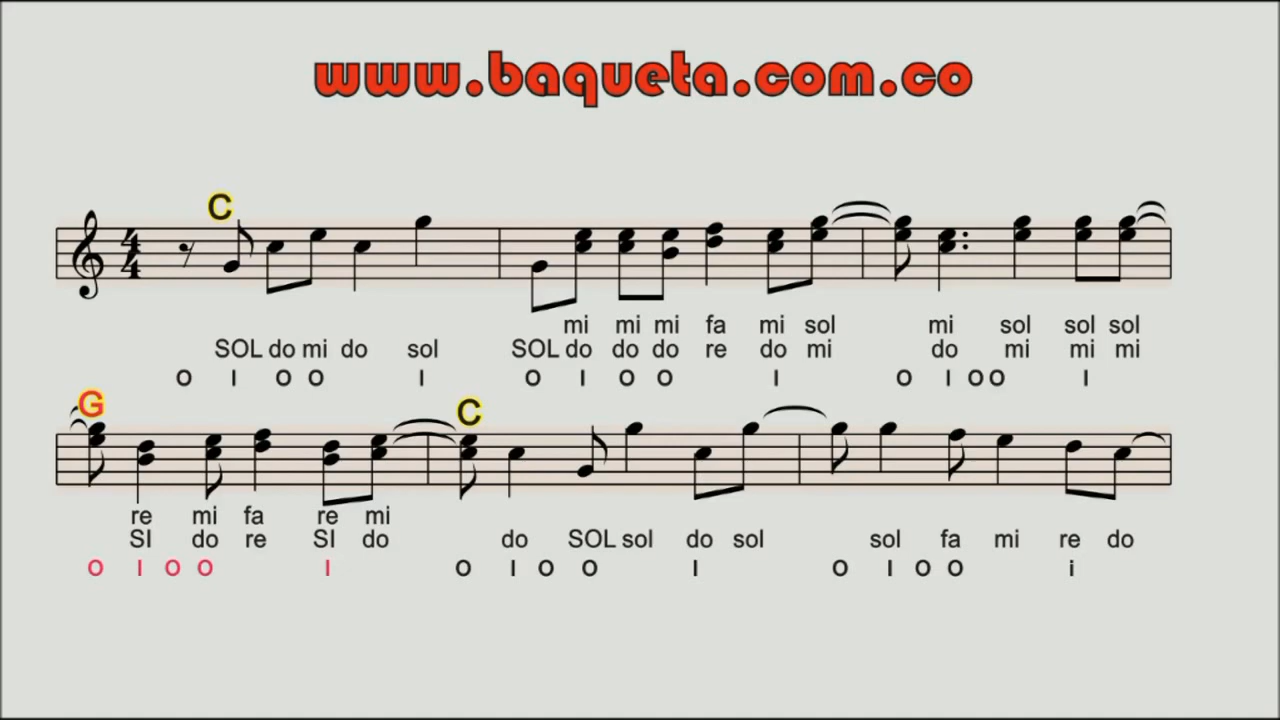 www.baqueta.com.co
C
4
4
mi mi mi fa mi sol mi sol sol sol
SOL do mi do sol SOL do do do re do mi do mi mi mi
O I O O I O I O O I O I O O I
G C
re mi fa re mi
SI do re SI do do SOL sol do sol sol fa mi re do
O I O O I O I O O I O I O O i